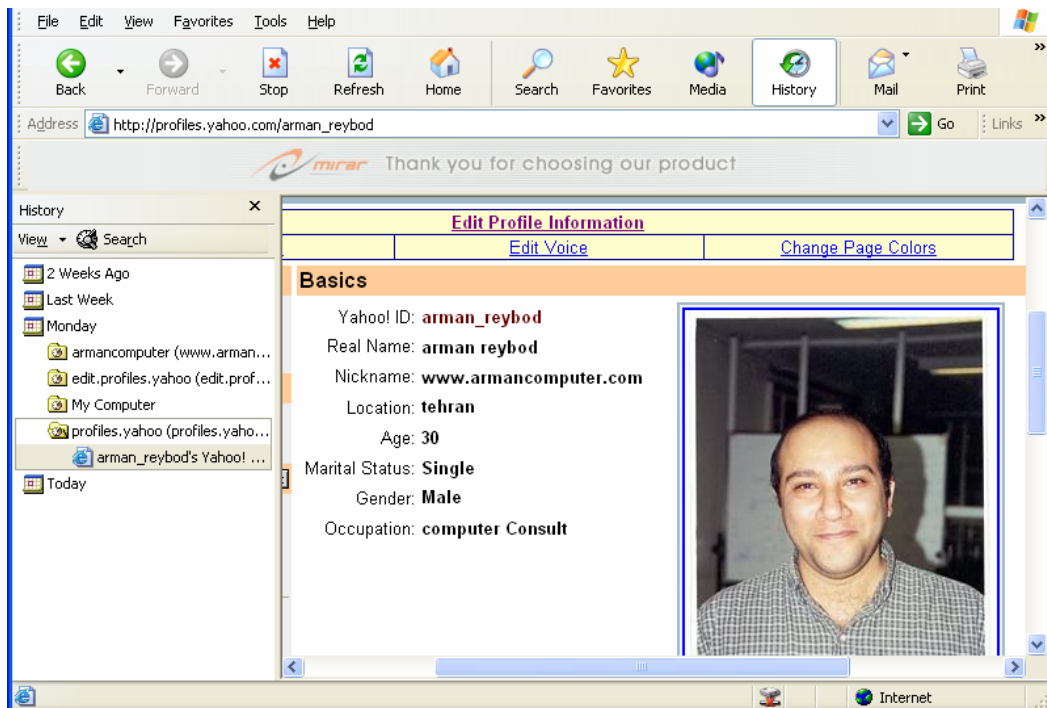 File Edit View Favorites Tools Help
Back Forward Stop Refresh Home Search Favorites Media History Mail Print
Address http://profiles.yahoo.com/arman_reybod Go Links
mirar Thank you for choosing our product
History
View Search
2 Weeks Ago
Last Week
Monday
armancomputer (www.arman...
edit.profiles.yahoo (edit.prof...
My Computer
profiles.yahoo (profiles.yaho...
arman_reybod's Yahoo! ...
Today
Edit Profile Information
Edit Voice Change Page Colors
Basics
Yahoo! ID: arman_reybod
Real Name: arman reybod
Nickname: www.armancomputer.com
Location: tehran
Age: 30
Marital Status: Single
Gender: Male
Occupation: computer Consult
Internet